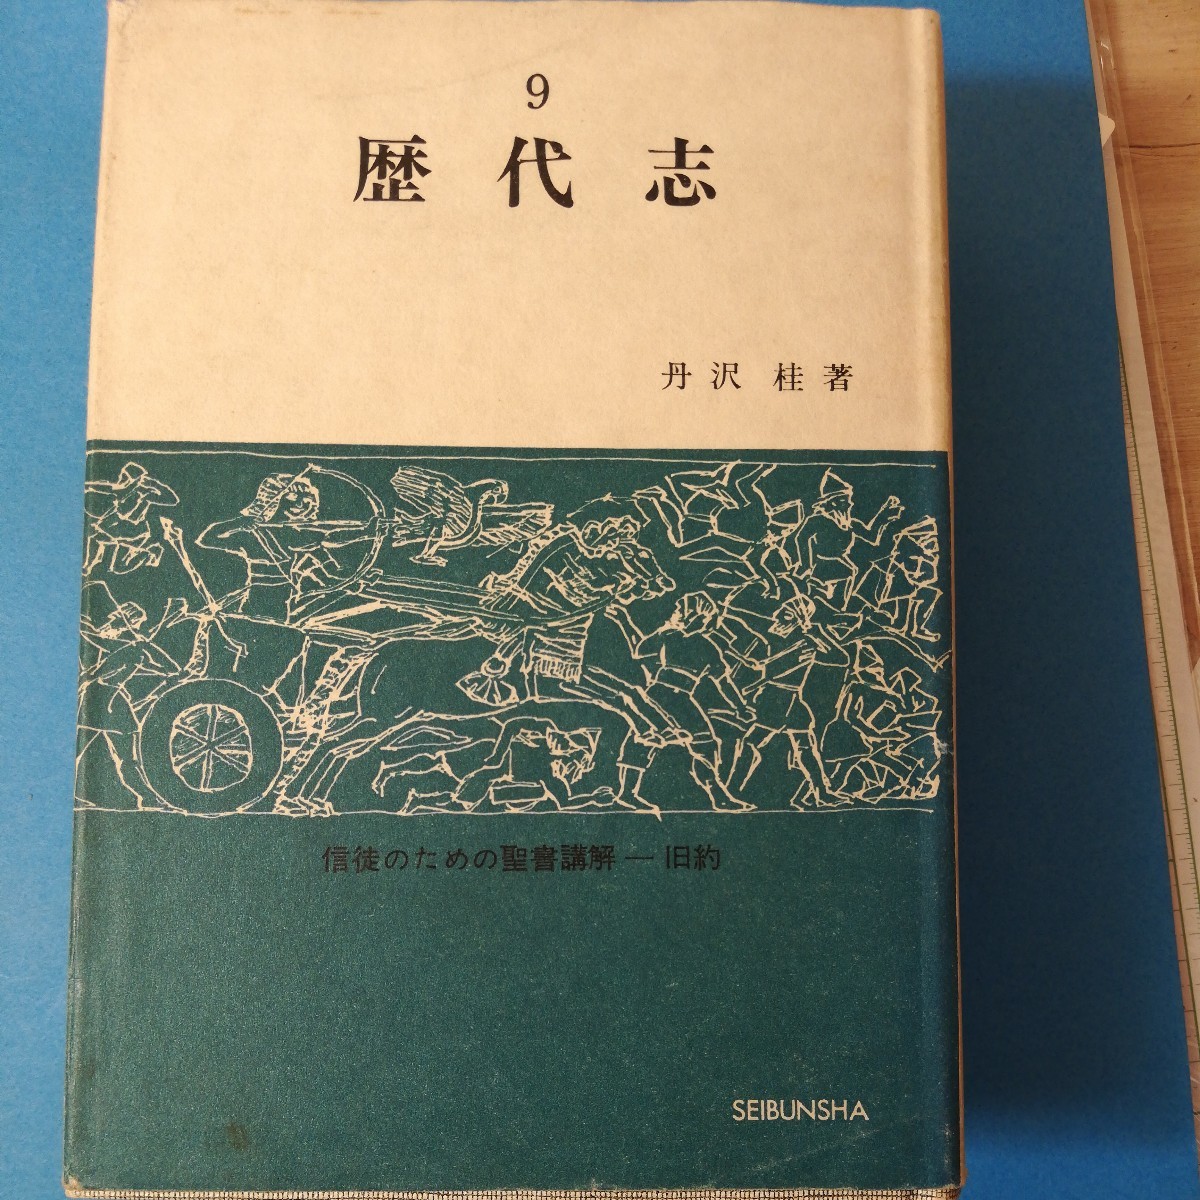 9
歴代志
丹沢 桂 著
信徒のための聖書講解 — 旧約
SEIBUNSHA